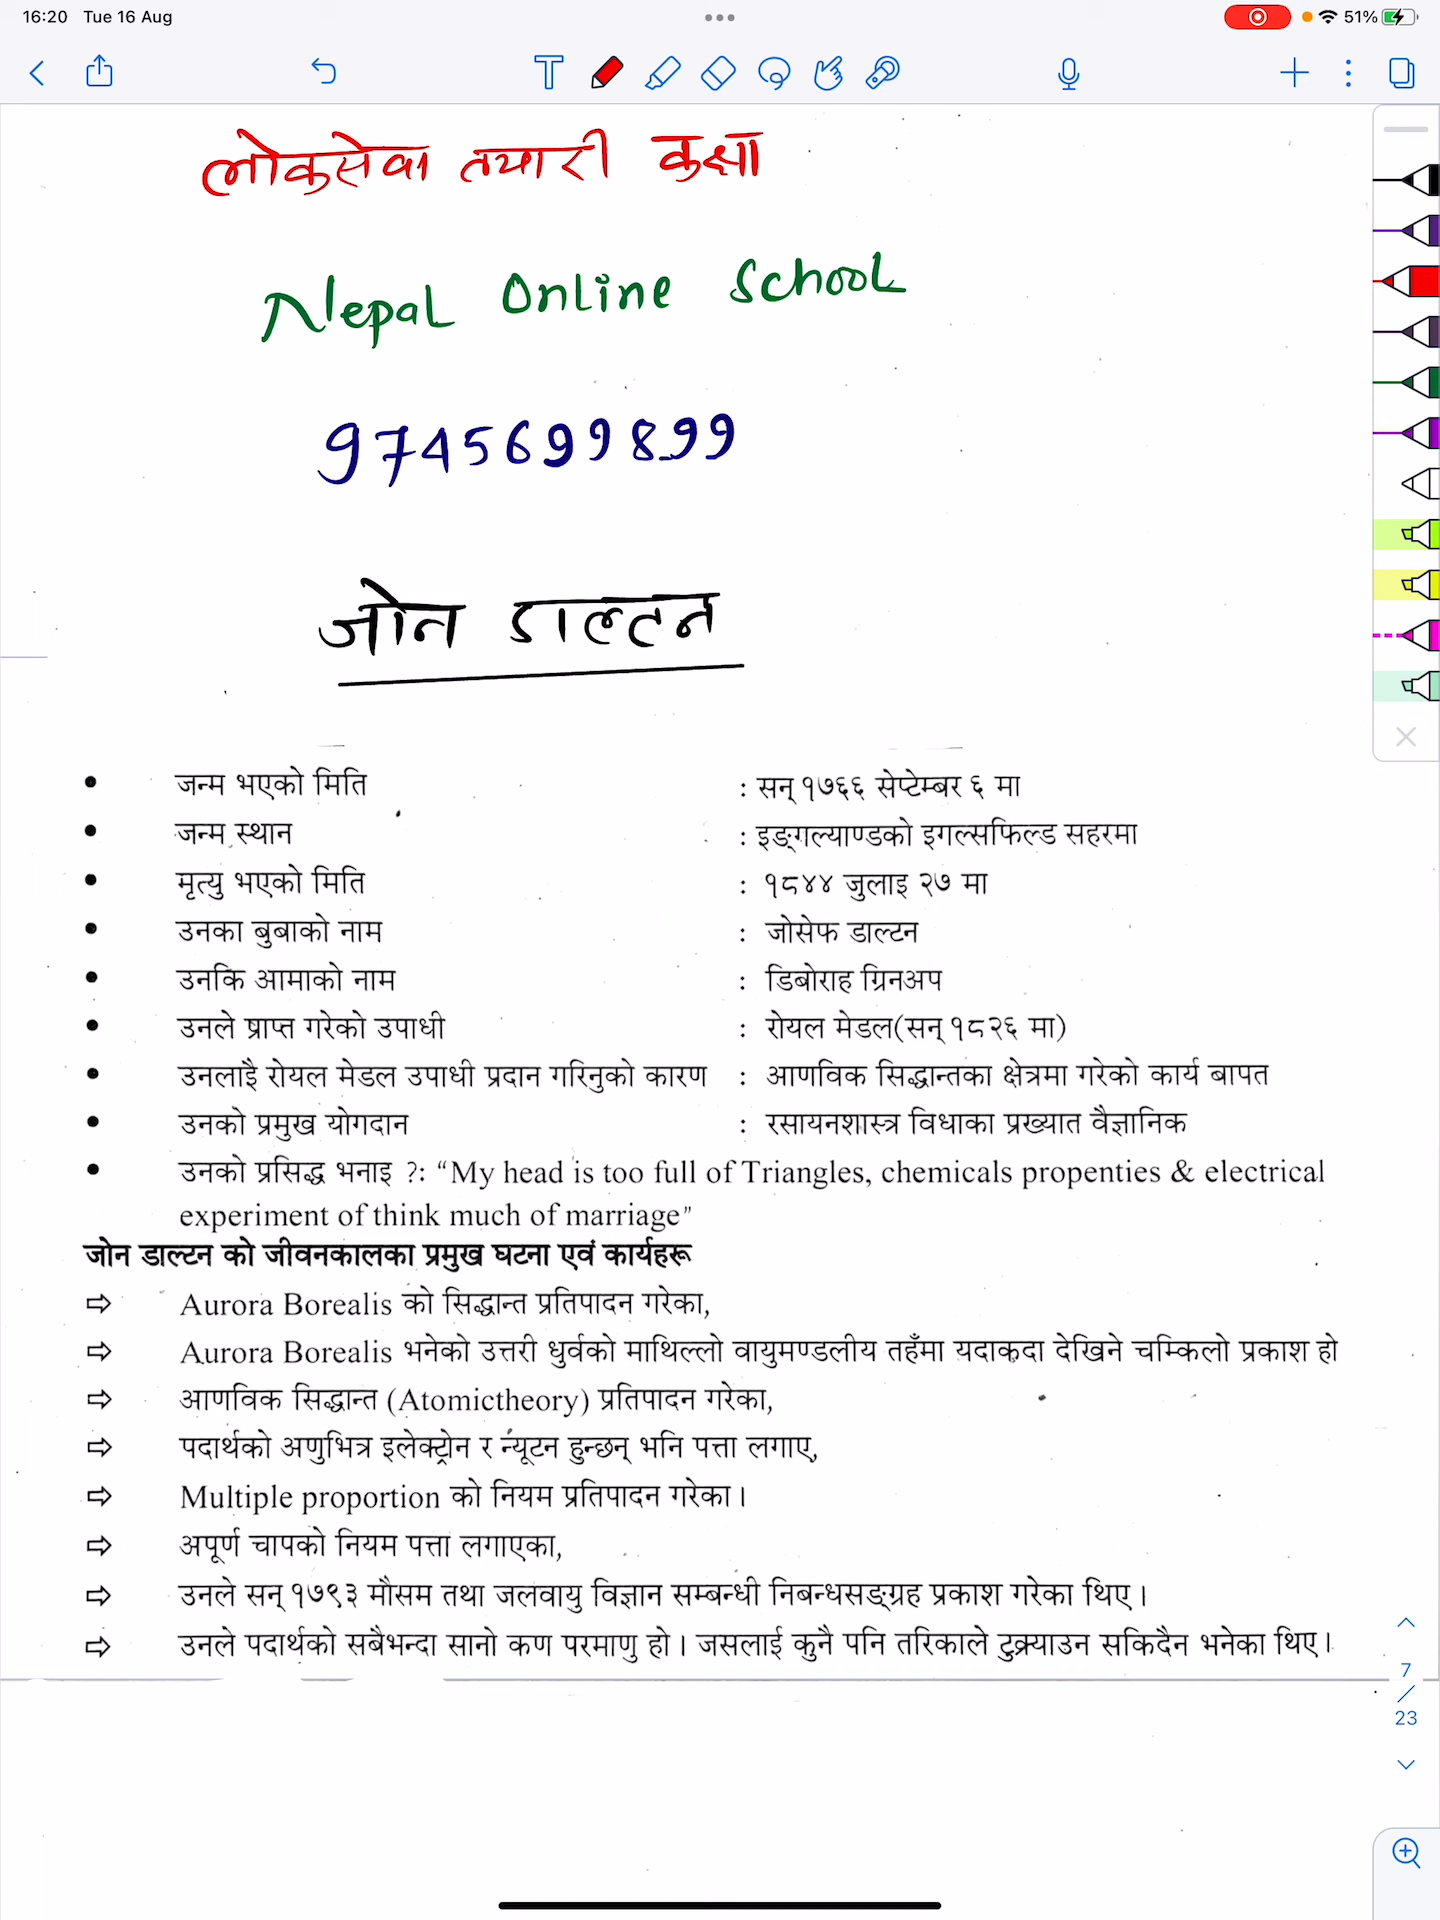 16:20 Tue 16 Aug 51%
लोकसेवा तयारी कक्षा
Nepal Online School
9745699899
जोन डाल्टन
• जन्म भएको मिति : सन् १७६६ सेप्टेम्बर ६ मा
• जन्म स्थान : इङ्गल्याण्डको इगल्सफिल्ड सहरमा
• मृत्यु भएको मिति : १८४४ जुलाइ २७ मा
• उनका बुबाको नाम : जोसेफ डाल्टन
• उनकि आमाको नाम : डिबोराह ग्रिनअप
• उनले प्राप्त गरेको उपाधी : रोयल मेडल(सन् १८२६ मा)
• उनलाई रोयल मेडल उपाधी प्रदान गरिनुको कारण : आणविक सिद्धान्तका क्षेत्रमा गरेको कार्य बापत
• उनको प्रमुख योगदान : रसायनशास्त्र विधाका प्रख्यात वैज्ञानिक
• उनको प्रसिद्ध भनाइ ?: “My head is too full of Triangles, chemicals propenties & electrical
experiment of think much of marriage”
जोन डाल्टन को जीवनकालका प्रमुख घटना एवं कार्यहरू
⇨ Aurora Borealis को सिद्धान्त प्रतिपादन गरेका,
⇨ Aurora Borealis भनेको उत्तरी धुर्वको माथिल्लो वायुमण्डलीय तहँमा यदाकदा देखिने चम्किलो प्रकाश हो
⇨ आणविक सिद्धान्त (Atomictheory) प्रतिपादन गरेका,
⇨ पदार्थको अणुभित्र इलेक्ट्रोन र न्यूटन हुन्छन् भनि पत्ता लगाए,
⇨ Multiple proportion को नियम प्रतिपादन गरेका ।
⇨ अपूर्ण चापको नियम पत्ता लगाएका,
⇨ उनले सन् १७९३ मौसम तथा जलवायु विज्ञान सम्बन्धी निबन्धसङ्ग्रह प्रकाश गरेका थिए ।
⇨ उनले पदार्थको सबैभन्दा सानो कण परमाणु हो । जसलाई कुनै पनि तरिकाले टुक्र्याउन सकिदैन भनेका थिए ।
7
/
23